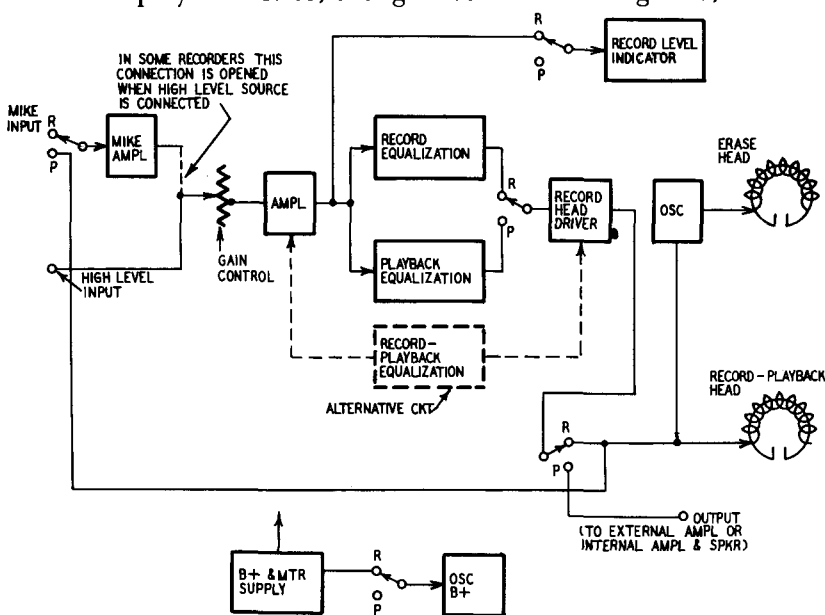 R
P
RECORD LEVEL
INDICATOR
IN SOME RECORDERS THIS
CONNECTION IS OPENED
WHEN HIGH LEVEL SOURCE
IS CONNECTED
MIKE
INPUT
R
P
MIKE
AMPL
RECORD
EQUALIZATION
ERASE
HEAD
AMPL
R
P
RECORD
HEAD
DRIVER
OSC
GAIN
CONTROL
HIGH LEVEL
INPUT
PLAYBACK
EQUALIZATION
RECORD-
PLAYBACK
EQUALIZATION
ALTERNATIVE CKT
RECORD-PLAYBACK
HEAD
R
P
OUTPUT
(TO EXTERNAL AMPL OR
INTERNAL AMPL & SPKR)
B+ & MTR
SUPPLY
R
P
OSC
B+